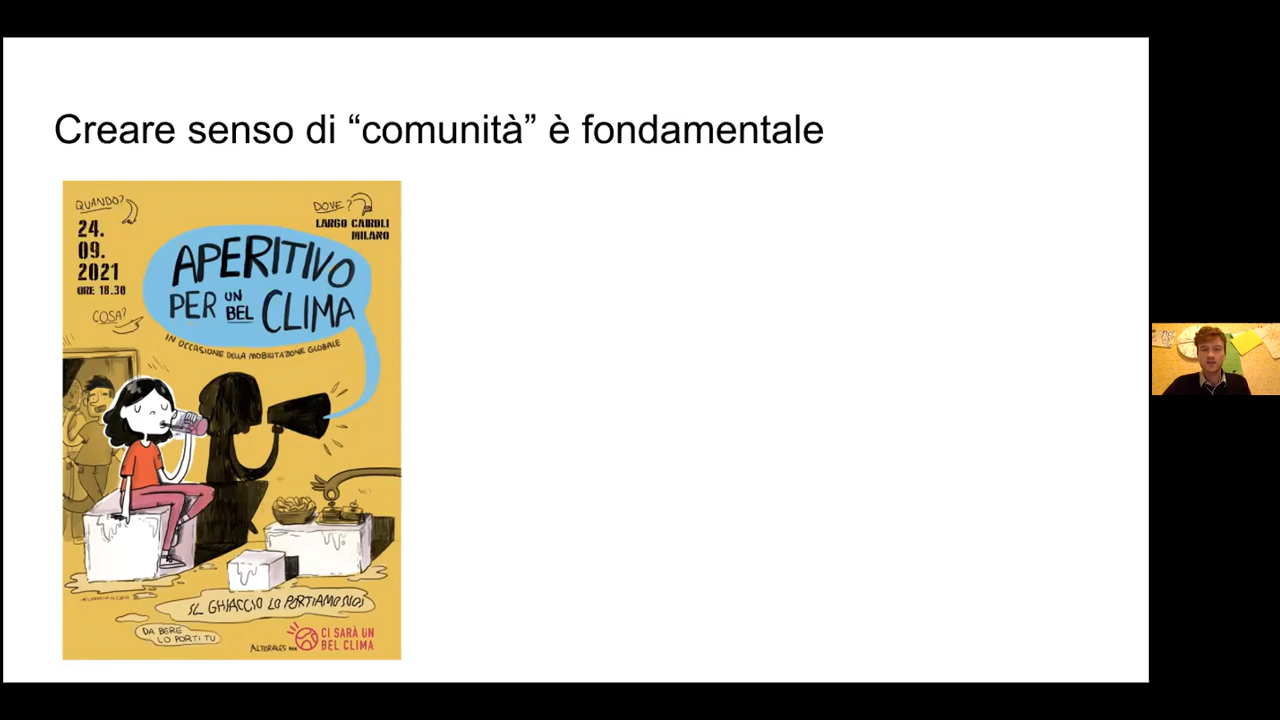 Creare senso di “comunità” è fondamentale
QUANDO?
24.
09.
2021
ORE 18.30
DOVE?
LARGO CAIROLI
MILANO
APERITIVO
PER UN BEL CLIMA
IN OCCASIONE DELLA MOBILITAZIONE GLOBALE
COSA?
IL GHIACCIO LO PORTIAMO NOI
DA BERE
LO PORTI TU
ALTERALES PER
CI SARÀ UN
BEL CLIMA